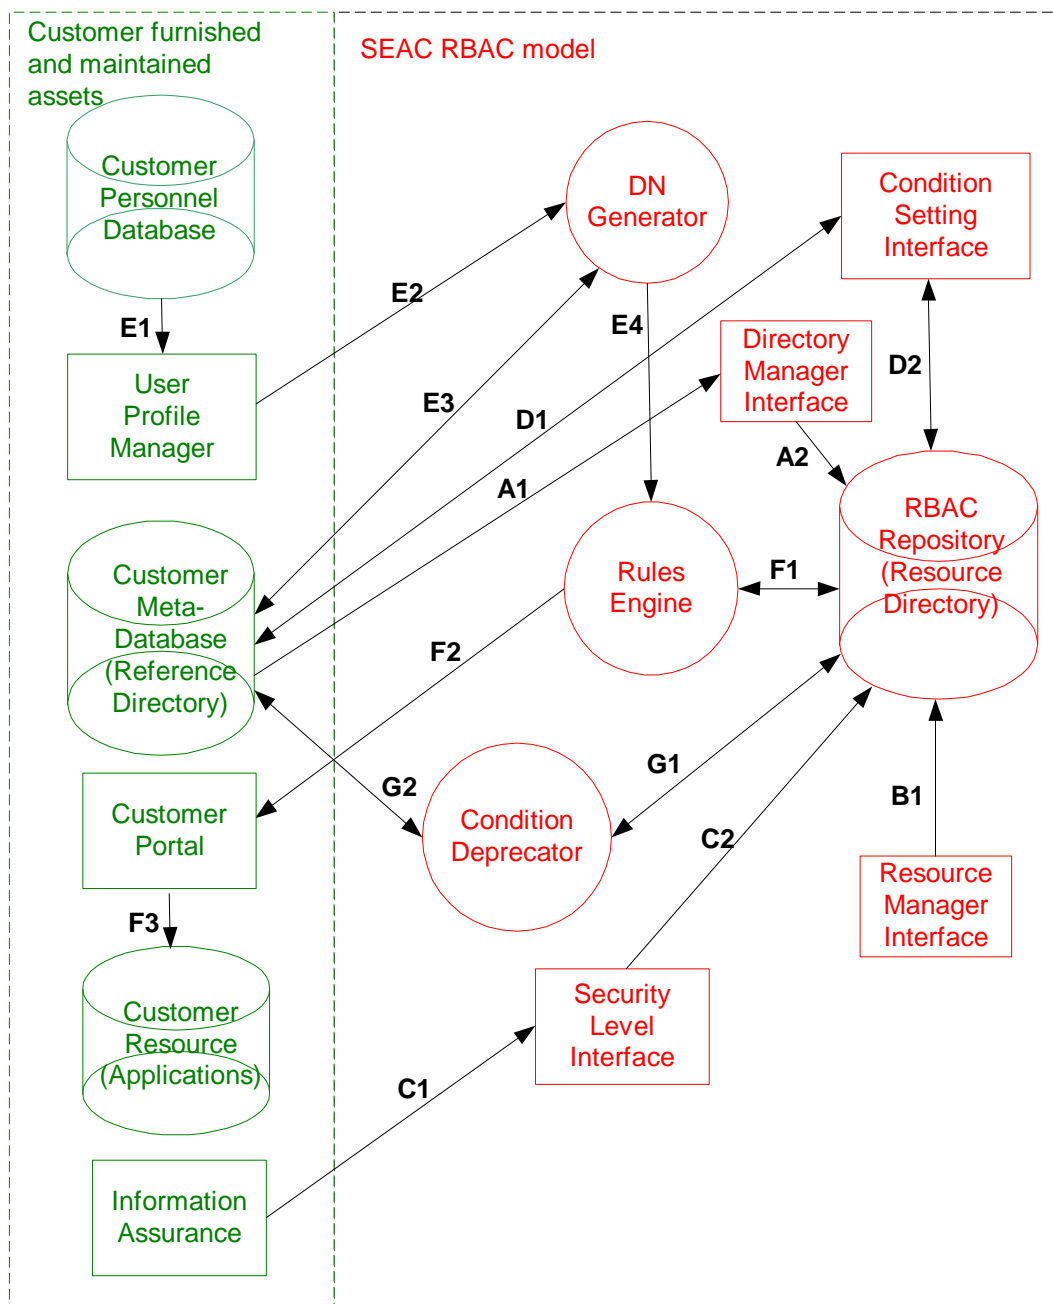 Customer furnished
and maintained
assets
SEAC RBAC model
Customer
Personnel
Database
DN
Generator
Condition
Setting
Interface
E2
E1
E4
Directory
Manager
Interface
D2
User
Profile
Manager
E3
D1
A1
A2
RBAC
Repository
(Resource
Directory)
Customer
Meta-
Database
(Reference
Directory)
Rules
Engine
F1
F2
G2
G1
B1
Customer
Portal
Condition
Deprecator
C2
Resource
Manager
Interface
F3
Customer
Resource
(Applications)
Security
Level
Interface
C1
Information
Assurance